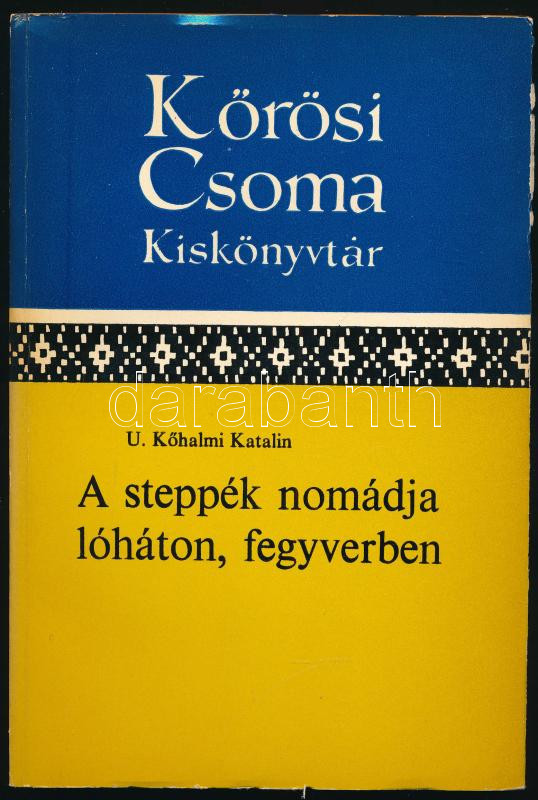 Kőrösi
Csoma
Kiskönyvtár
darabanth
U. Kőhalmi Katalin
A steppék nomádja
lóháton, fegyverben